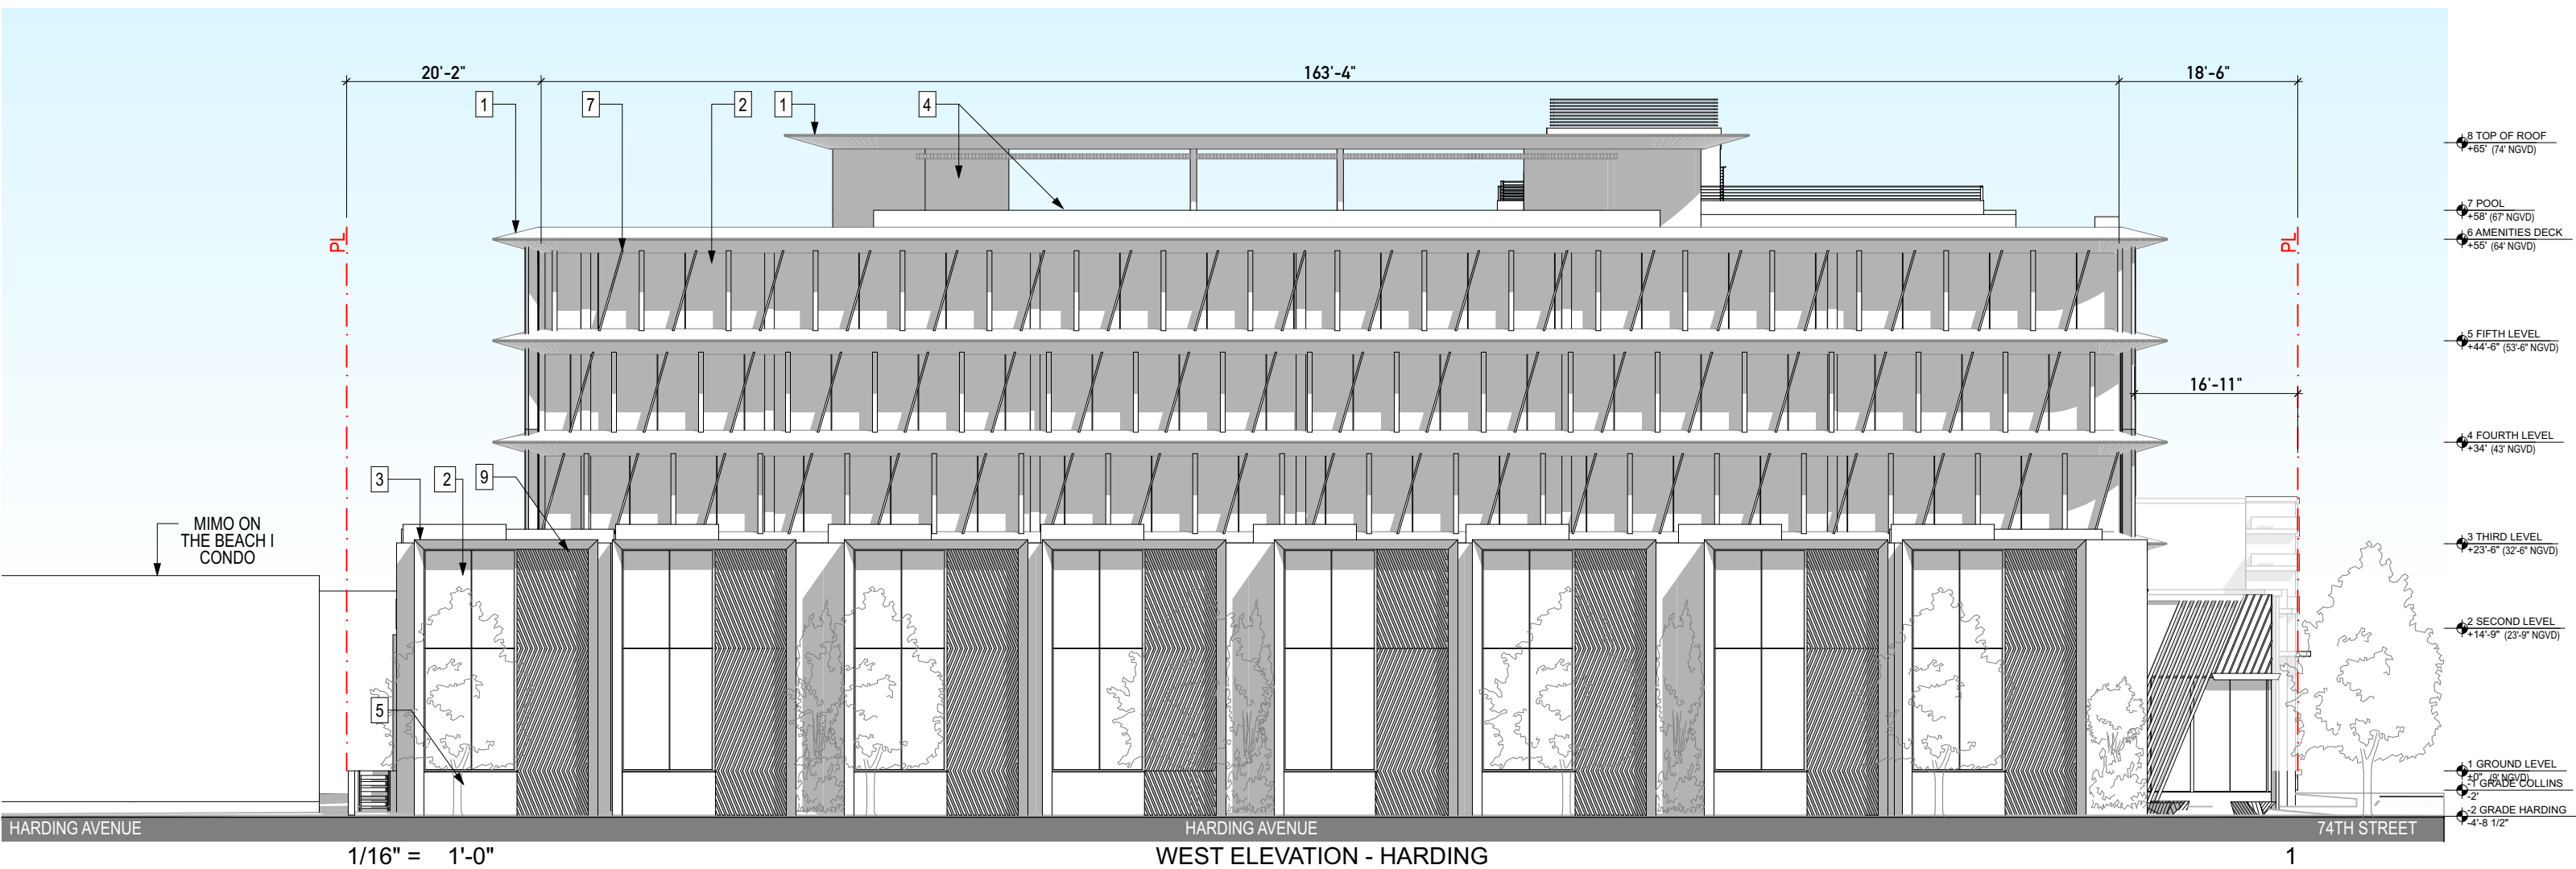 20'-2"
163'-4"
18'-6"
1
7
2
1
4
8 TOP OF ROOF
+65' (74' NGVD)
7 POOL
+58' (67' NGVD)
PL
PL
6 AMENITIES DECK
+55' (64' NGVD)
5 FIFTH LEVEL
+44'-6" (53'-6" NGVD)
16'-11"
4 FOURTH LEVEL
+34' (43' NGVD)
3
2
9
MIMO ON
THE BEACH I
CONDO
3 THIRD LEVEL
+23'-6" (32'-6" NGVD)
2 SECOND LEVEL
+14'-9" (23'-9" NGVD)
5
1 GROUND LEVEL
±0" (9' NGVD)
-1 GRADE COLLINS
-2'
-2 GRADE HARDING
-4'-8 1/2"
HARDING AVENUE
HARDING AVENUE
74TH STREET
1/16" = 1'-0"
WEST ELEVATION - HARDING
1